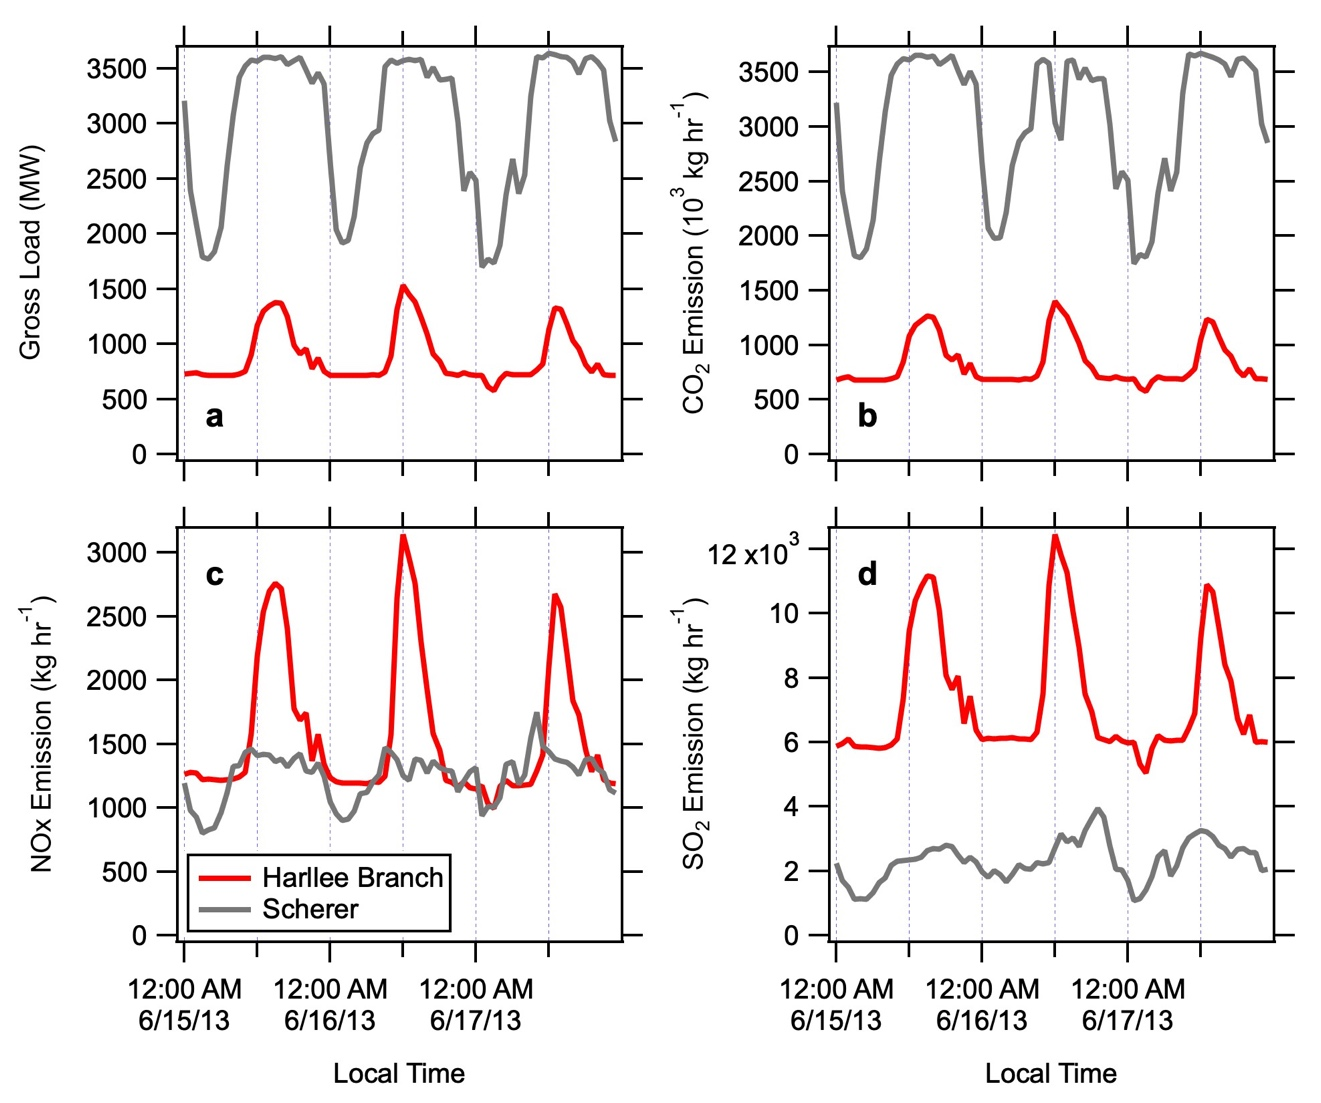 Gross Load (MW)
3500
3000
2500
2000
1500
1000
500
0
a
CO2 Emission (10^3 kg hr^-1)
3500
3000
2500
2000
1500
1000
500
0
b
NOx Emission (kg hr^-1)
3000
2500
2000
1500
1000
500
0
c
Harllee Branch
Scherer
12:00 AM 12:00 AM 12:00 AM
6/15/13 6/16/13 6/17/13
Local Time
SO2 Emission (kg hr^-1)
12 x10^3
10
8
6
4
2
0
d
12:00 AM 12:00 AM 12:00 AM
6/15/13 6/16/13 6/17/13
Local Time